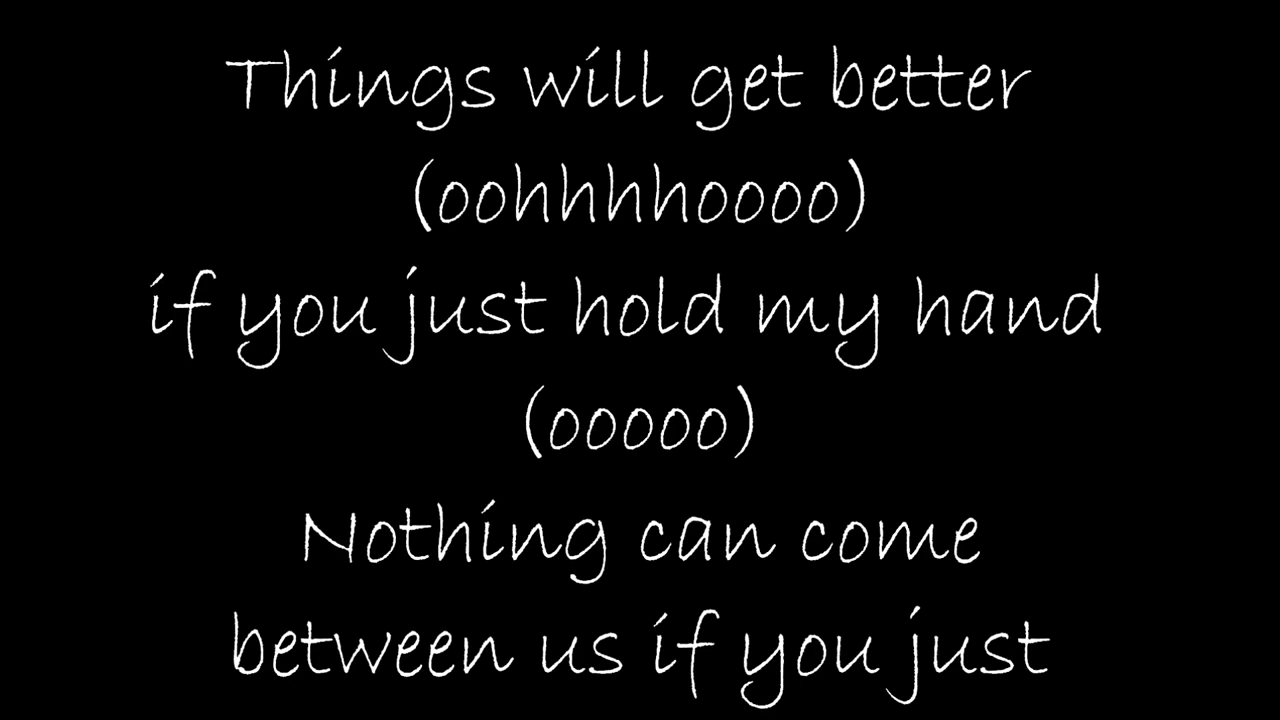 Things will get better
(oohhhhoooo)
if you just hold my hand
(ooooo)
Nothing can come
between us if you just